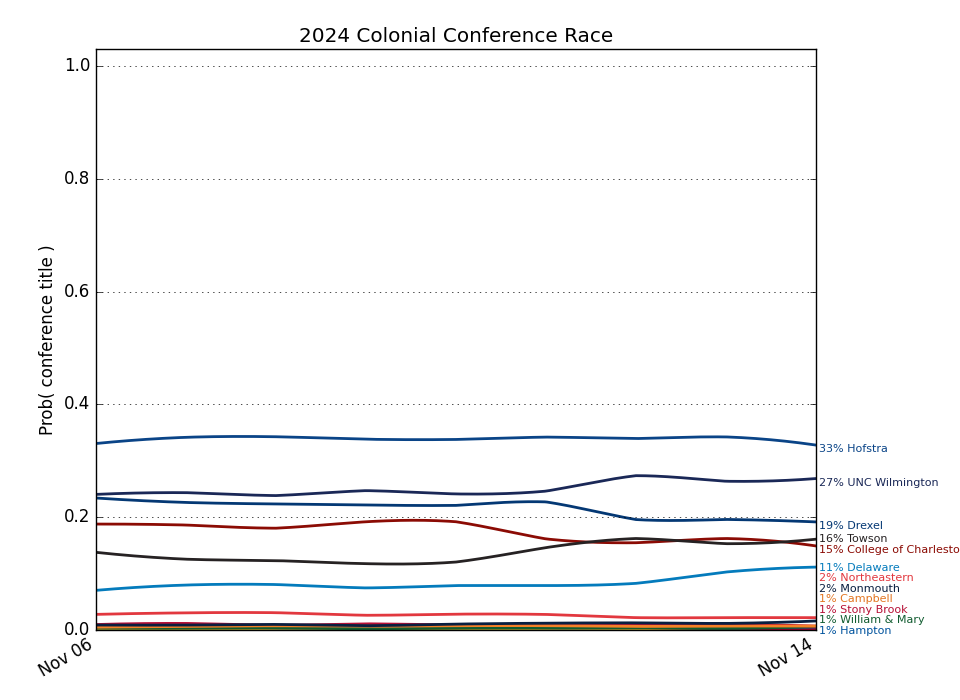 2024 Colonial Conference Race
Prob( conference title )
1.0
0.8
0.6
0.4
0.2
0.0
Nov 06
Nov 14
33% Hofstra
27% UNC Wilmington
19% Drexel
16% Towson
15% College of Charlesto
11% Delaware
2% Northeastern
2% Monmouth
1% Campbell
1% Stony Brook
1% William & Mary
1% Hampton